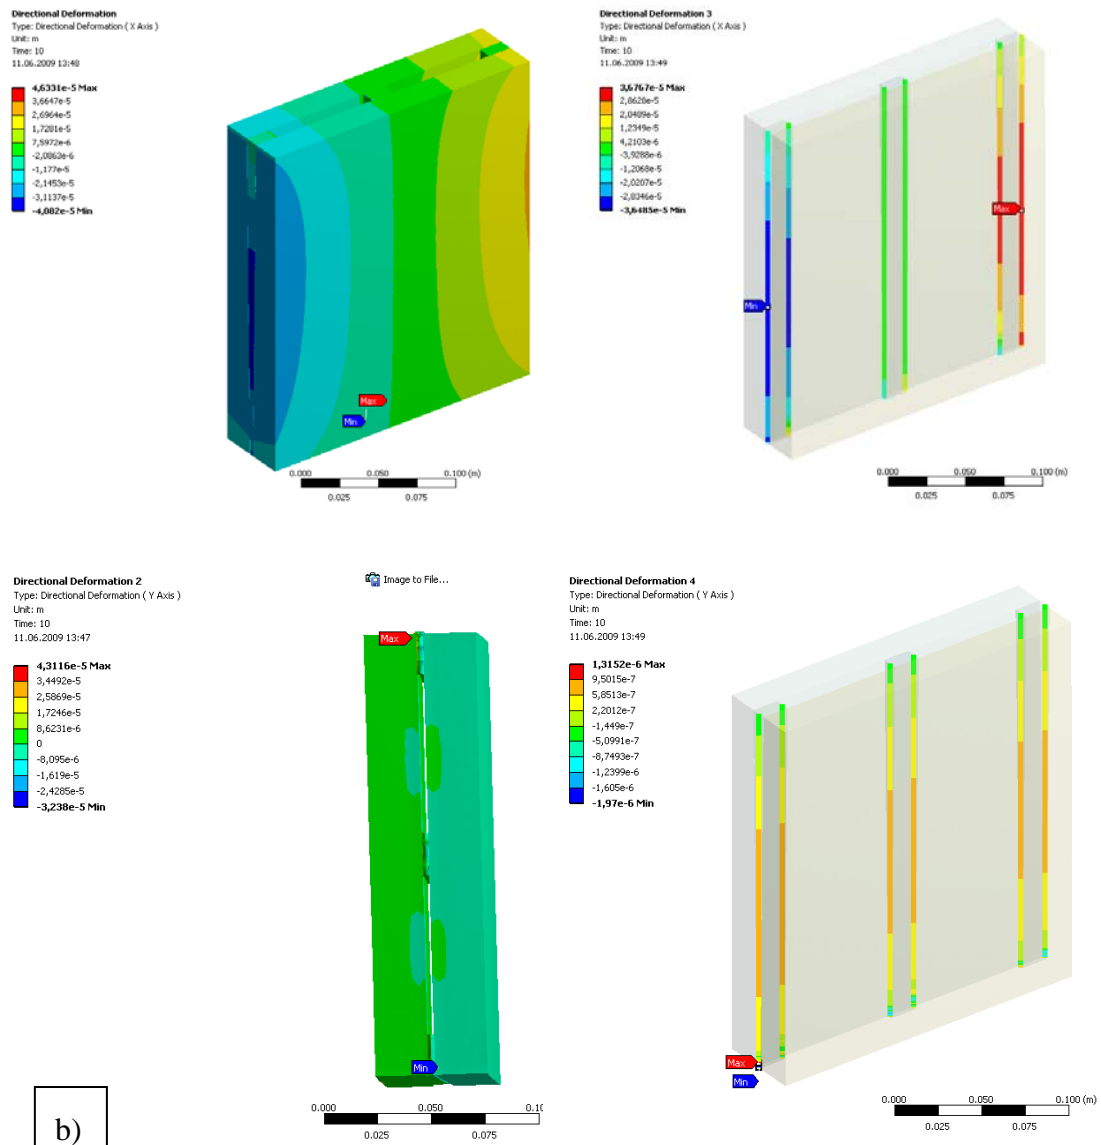 Directional Deformation
Type: Directional Deformation ( X Axis )
Unit: m
Time: 10
11.06.2009 13:48
4,6331e-5 Max
3,6647e-5
2,6964e-5
1,7281e-5
7,5972e-6
-2,0863e-6
-1,177e-5
-2,1453e-5
-3,1137e-5
-4,082e-5 Min
Max
Min
0.000
0.050
0.100 (m)
0.025
0.075
Directional Deformation 3
Type: Directional Deformation ( X Axis )
Unit: m
Time: 10
11.06.2009 13:49
3,6767e-5 Max
2,8628e-5
2,0489e-5
1,2349e-5
4,2103e-6
-3,9288e-6
-1,2068e-5
-2,0207e-5
-2,8346e-5
-3,6485e-5 Min
Max
Min
0.000
0.050
0.100 (m)
0.025
0.075
Directional Deformation 2
Type: Directional Deformation ( Y Axis )
Unit: m
Time: 10
11.06.2009 13:47
4,3116e-5 Max
3,4492e-5
2,5869e-5
1,7246e-5
8,6231e-6
0
-8,095e-6
-1,619e-5
-2,4285e-5
-3,238e-5 Min
Image to File...
Max
Min
0.000
0.050
0.025
0.075
Directional Deformation 4
Type: Directional Deformation ( Y Axis )
Unit: m
Time: 10
11.06.2009 13:49
1,3152e-6 Max
9,5015e-7
5,8513e-7
2,2012e-7
-1,449e-7
-5,0991e-7
-8,7493e-7
-1,2399e-6
-1,605e-6
-1,97e-6 Min
Max
Min
0.000
0.050
0.100 (m)
0.025
0.075
b)